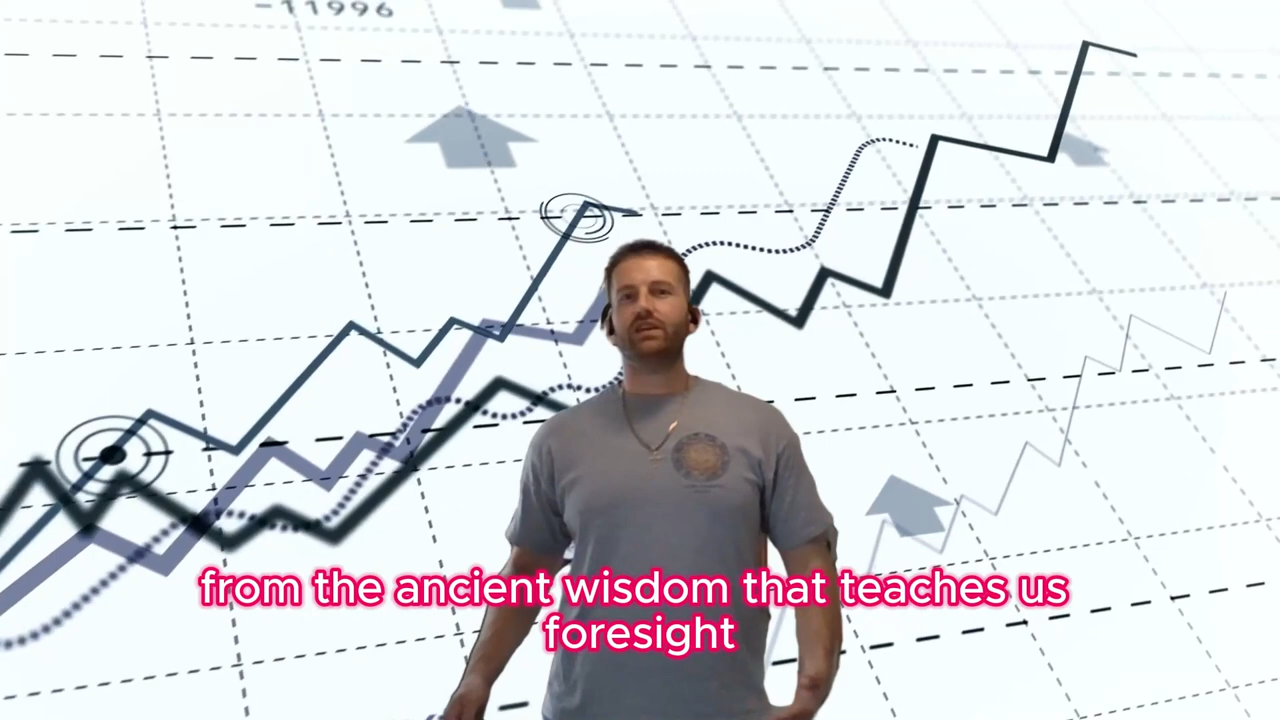 -11996
from the ancient wisdom that teaches us
foresight